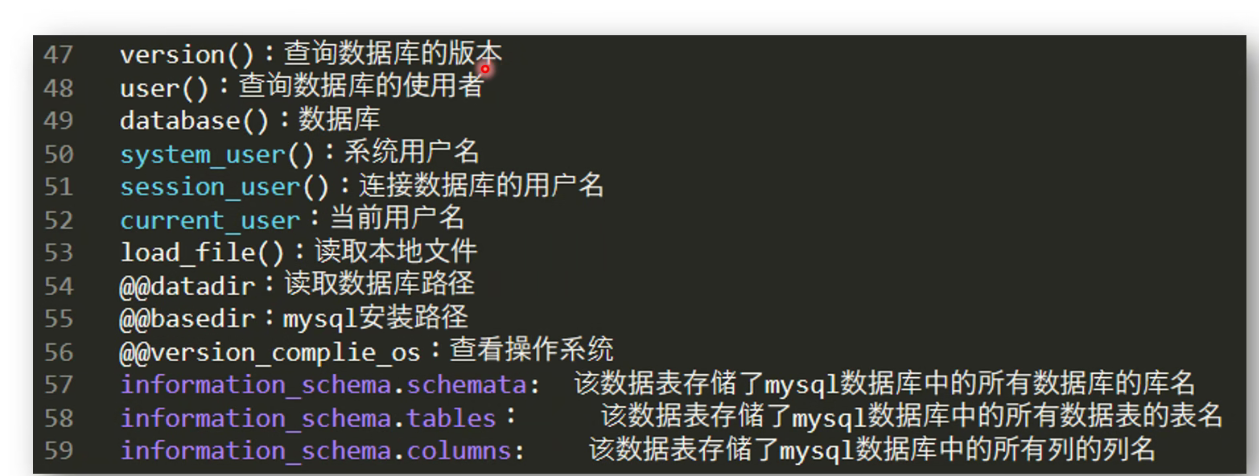 47 version()：查询数据库的版本
48 user()：查询数据库的使用者
49 database()：数据库
50 system_user()：系统用户名
51 session_user()：连接数据库的用户名
52 current_user：当前用户名
53 load_file()：读取本地文件
54 @@datadir：读取数据库路径
55 @@basedir：mysql安装路径
56 @@version_complie_os：查看操作系统
57 information_schema.schemata: 该数据表存储了mysql数据库中的所有数据库的库名
58 information_schema.tables： 该数据表存储了mysql数据库中的所有数据表的表名
59 information_schema.columns: 该数据表存储了mysql数据库中的所有列的列名